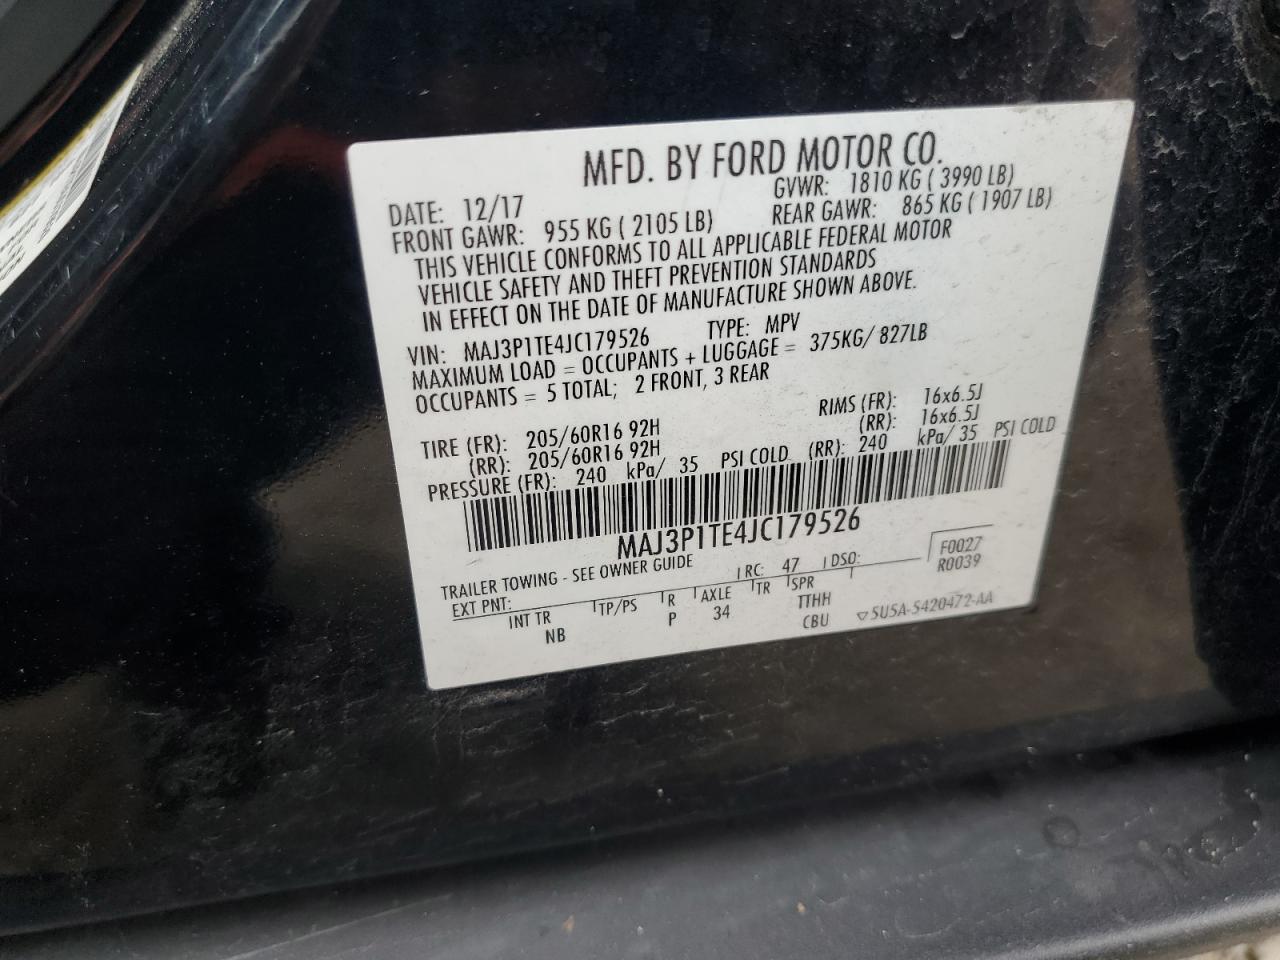 MFD. BY FORD MOTOR CO.
DATE: 12/17 GVWR: 1810 KG ( 3990 LB)
FRONT GAWR: 955 KG ( 2105 LB) REAR GAWR: 865 KG ( 1907 LB)
THIS VEHICLE CONFORMS TO ALL APPLICABLE FEDERAL MOTOR
VEHICLE SAFETY AND THEFT PREVENTION STANDARDS
IN EFFECT ON THE DATE OF MANUFACTURE SHOWN ABOVE.
VIN: MAJ3P1TE4JC179526 TYPE: MPV
MAXIMUM LOAD = OCCUPANTS + LUGGAGE = 375KG/ 827LB
OCCUPANTS = 5 TOTAL; 2 FRONT, 3 REAR
TIRE (FR): 205/60R16 92H RIMS (FR): 16x6.5J
(RR): 205/60R16 92H (RR): 16x6.5J
PRESSURE (FR): 240 kPa/ 35 PSI COLD (RR): 240 kPa/ 35 PSI COLD
MAJ3P1TE4JC179526
TRAILER TOWING - SEE OWNER GUIDE
EXT PNT: RC: 47 DSO: F0027
R0039
INT TR TP/PS R AXLE TR SPR
NB P 34 TTHH
CBU 5U5A-5420472-AA